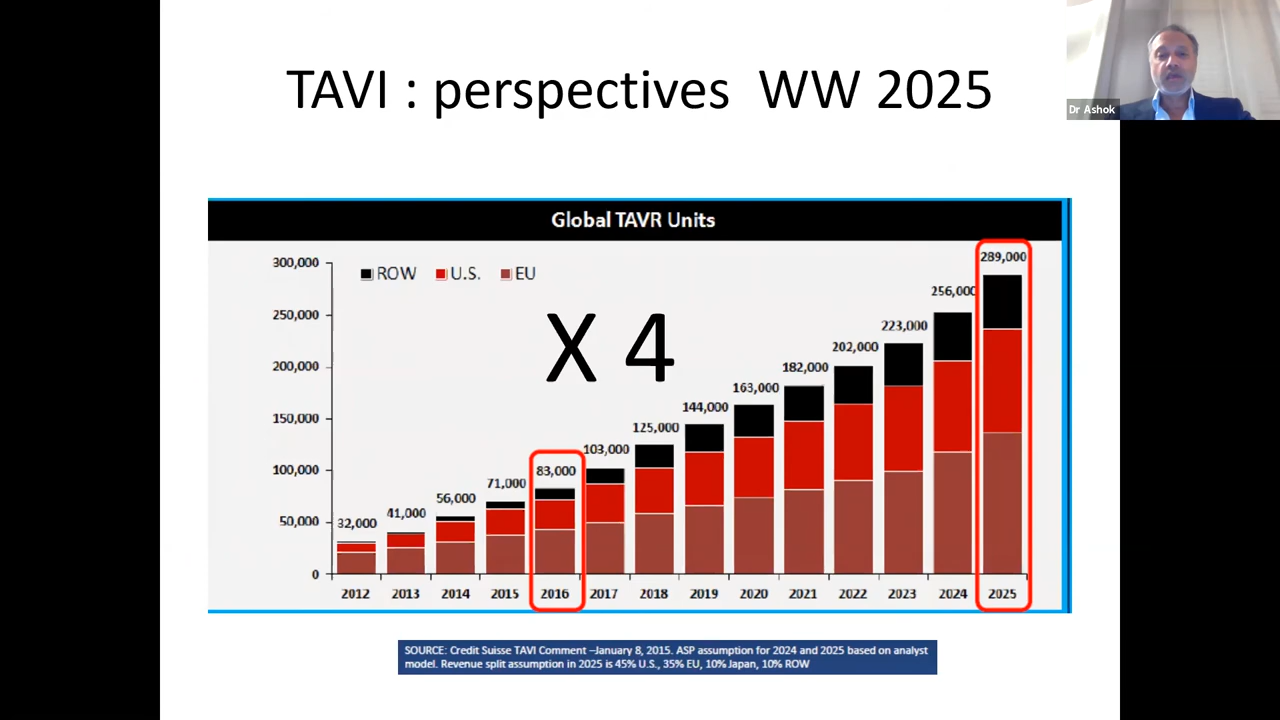 TAVI : perspectives WW 2025
Dr Ashok
Global TAVR Units
ROW U.S. EU
X 4
300,000
250,000
200,000
150,000
100,000
50,000
0
32,000
41,000
56,000
71,000
83,000
103,000
125,000
144,000
163,000
182,000
202,000
223,000
256,000
289,000
2012 2013 2014 2015 2016 2017 2018 2019 2020 2021 2022 2023 2024 2025
SOURCE: Credit Suisse TAVI Comment –January 8, 2015. ASP assumption for 2024 and 2025 based on analyst
model. Revenue split assumption in 2025 is 45% U.S., 35% EU, 10% Japan, 10% ROW